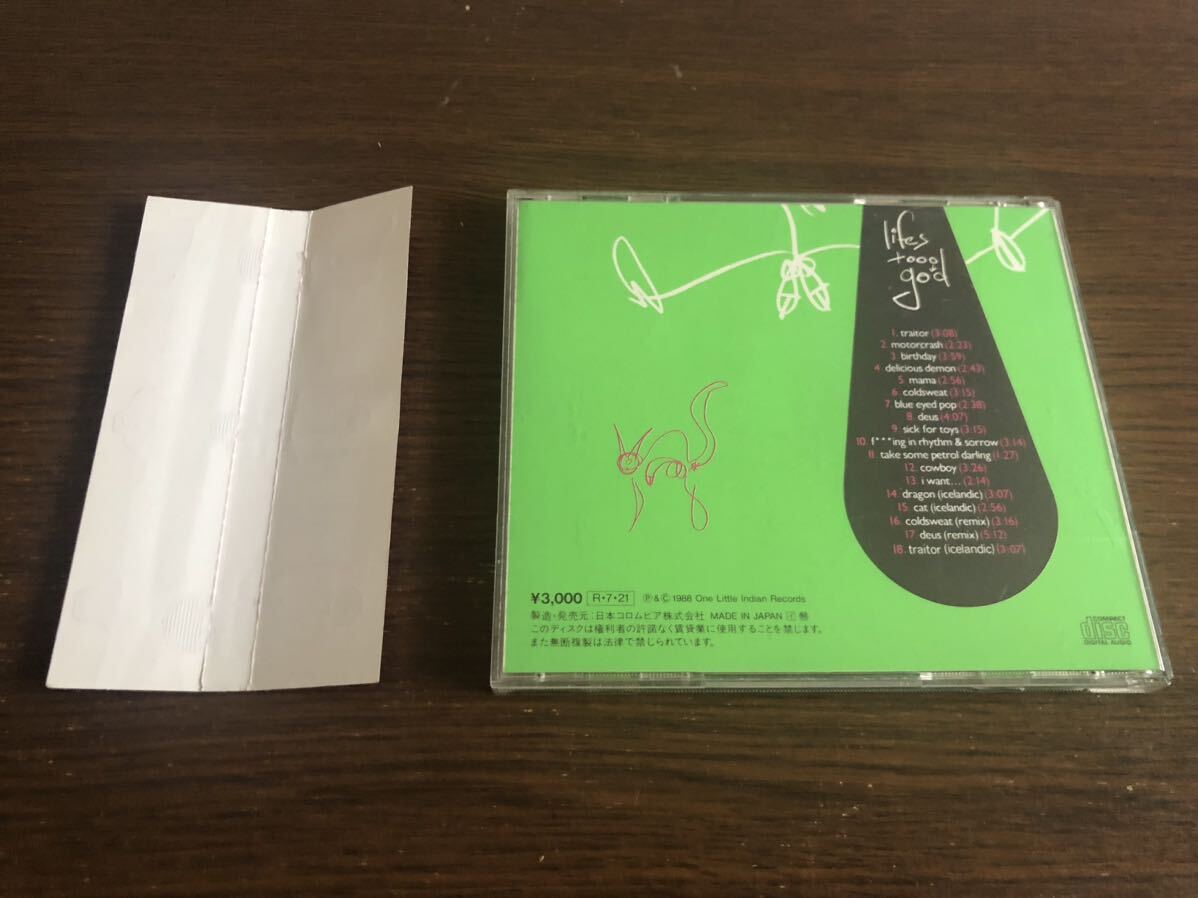 lifes
tooo
good
1. traitor (3:08)
2. motorcrash (2:23)
3. birthday (3:59)
4. delicious demon (2:43)
5. mama (2:56)
6. coldsweat (3:15)
7. blue eyed pop (2:38)
8. deus (4:07)
9. sick for toys (3:15)
10. f***ing in rhythm & sorrow (3:14)
11. take some petrol darling (1:27)
12. cowboy (3:26)
13. i want... (2:14)
14. dragon (icelandic) (3:07)
15. cat (icelandic) (2:56)
16. coldsweat (remix) (3:16)
17. deus (remix) (5:12)
18. traitor (icelandic) (3:07)
¥3,000 R・7・21 Ⓟ&Ⓒ 1988 One Little Indian Records
製造・発売元:日本コロムビア株式会社 MADE IN JAPAN
このディスクは権利者の許諾なく賃貸業に使用することを禁じます。
また無断複製は法律で禁じられています。
COMPACT
disc
DIGITAL AUDIO